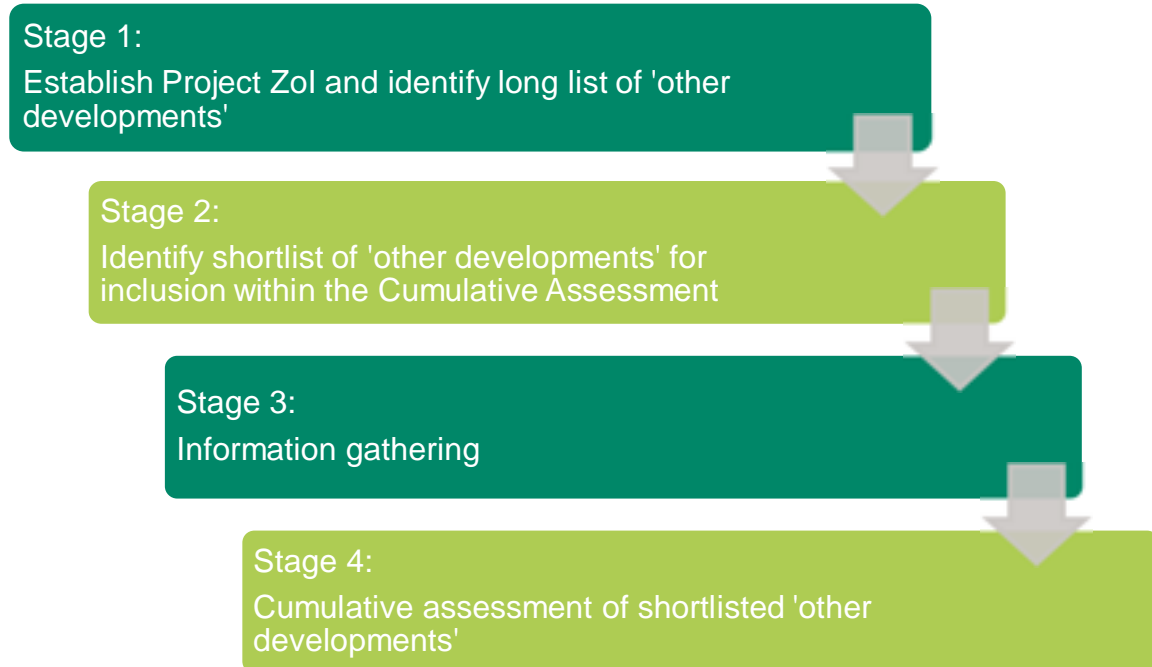 Stage 1:
Establish Project ZoI and identify long list of 'other
developments'
Stage 2:
Identify shortlist of 'other developments' for
inclusion within the Cumulative Assessment
Stage 3:
Information gathering
Stage 4:
Cumulative assessment of shortlisted 'other
developments'